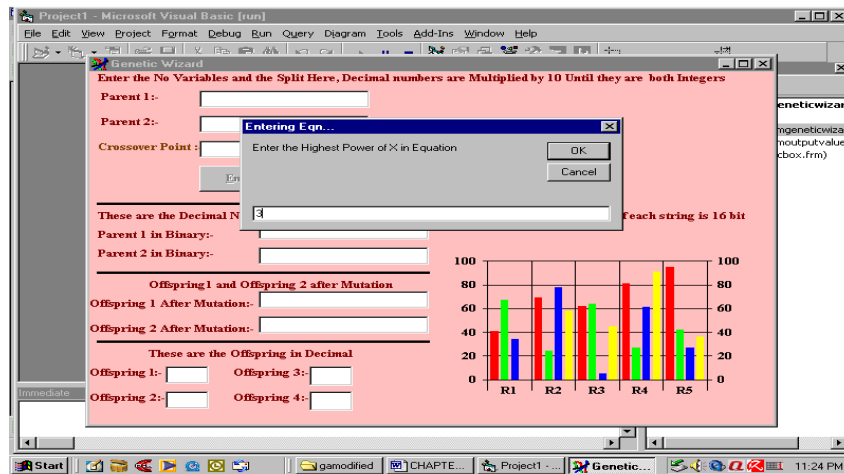 Project1 - Microsoft Visual Basic [run]
File Edit View Project Format Debug Run Query Diagram Tools Add-Ins Window Help
Genetic Wizard
Enter the No Variables and the Split Here, Decimal numbers are Multiplied by 10 Until they are both Integers
Parent 1:-
Parent 2:-
Crossover Point :
En
Entering Eqn...
Enter the Highest Power of X in Equation
OK
Cancel
3
eneticwizar
mgeneticwiza
moutputvalue
cbox.frm)
These are the Decimal N
f each string is 16 bit
Parent 1 in Binary:-
Parent 2 in Binary:-
Offspring1 and Offspring 2 after Mutation
Offspring 1 After Mutation:-
Offspring 2 After Mutation:-
These are the Offspring in Decimal
Offspring 1:-
Offspring 3:-
Offspring 2:-
Offspring 4:-
100 100
80 80
60 60
40 40
20 20
0 0
R1 R2 R3 R4 R5
Immediate
Start gamodified CHAPTE... Project1 - ... Genetic... 11:24 PM